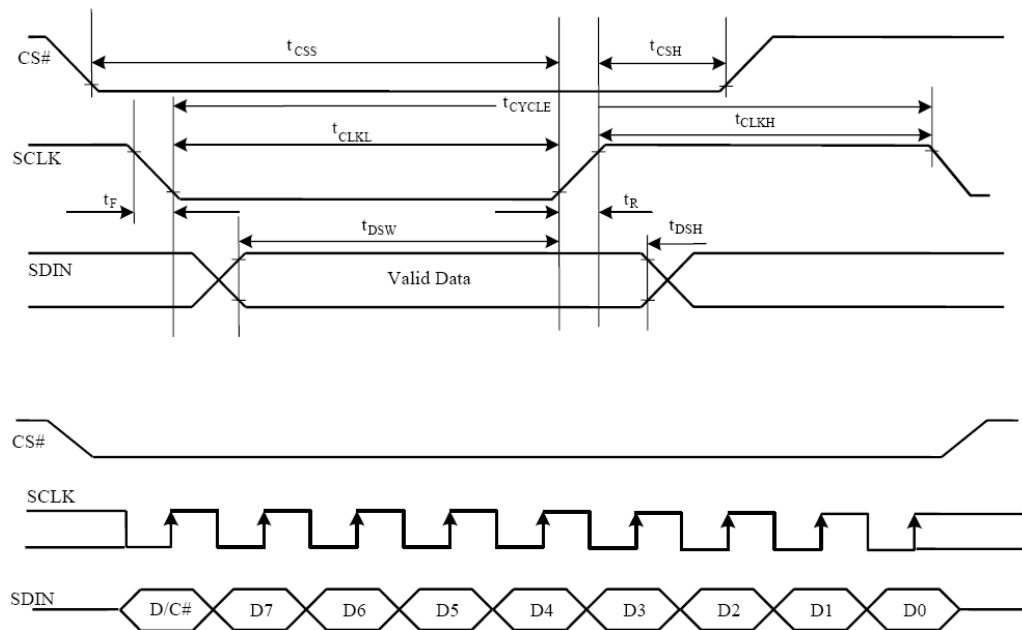 CS#
tCSS
tCSH
tCYCLE
tCLKL
tCLKH
SCLK
tF
tR
tDSW
tDSH
SDIN
Valid Data
CS#
SCLK
SDIN
D/C# D7 D6 D5 D4 D3 D2 D1 D0